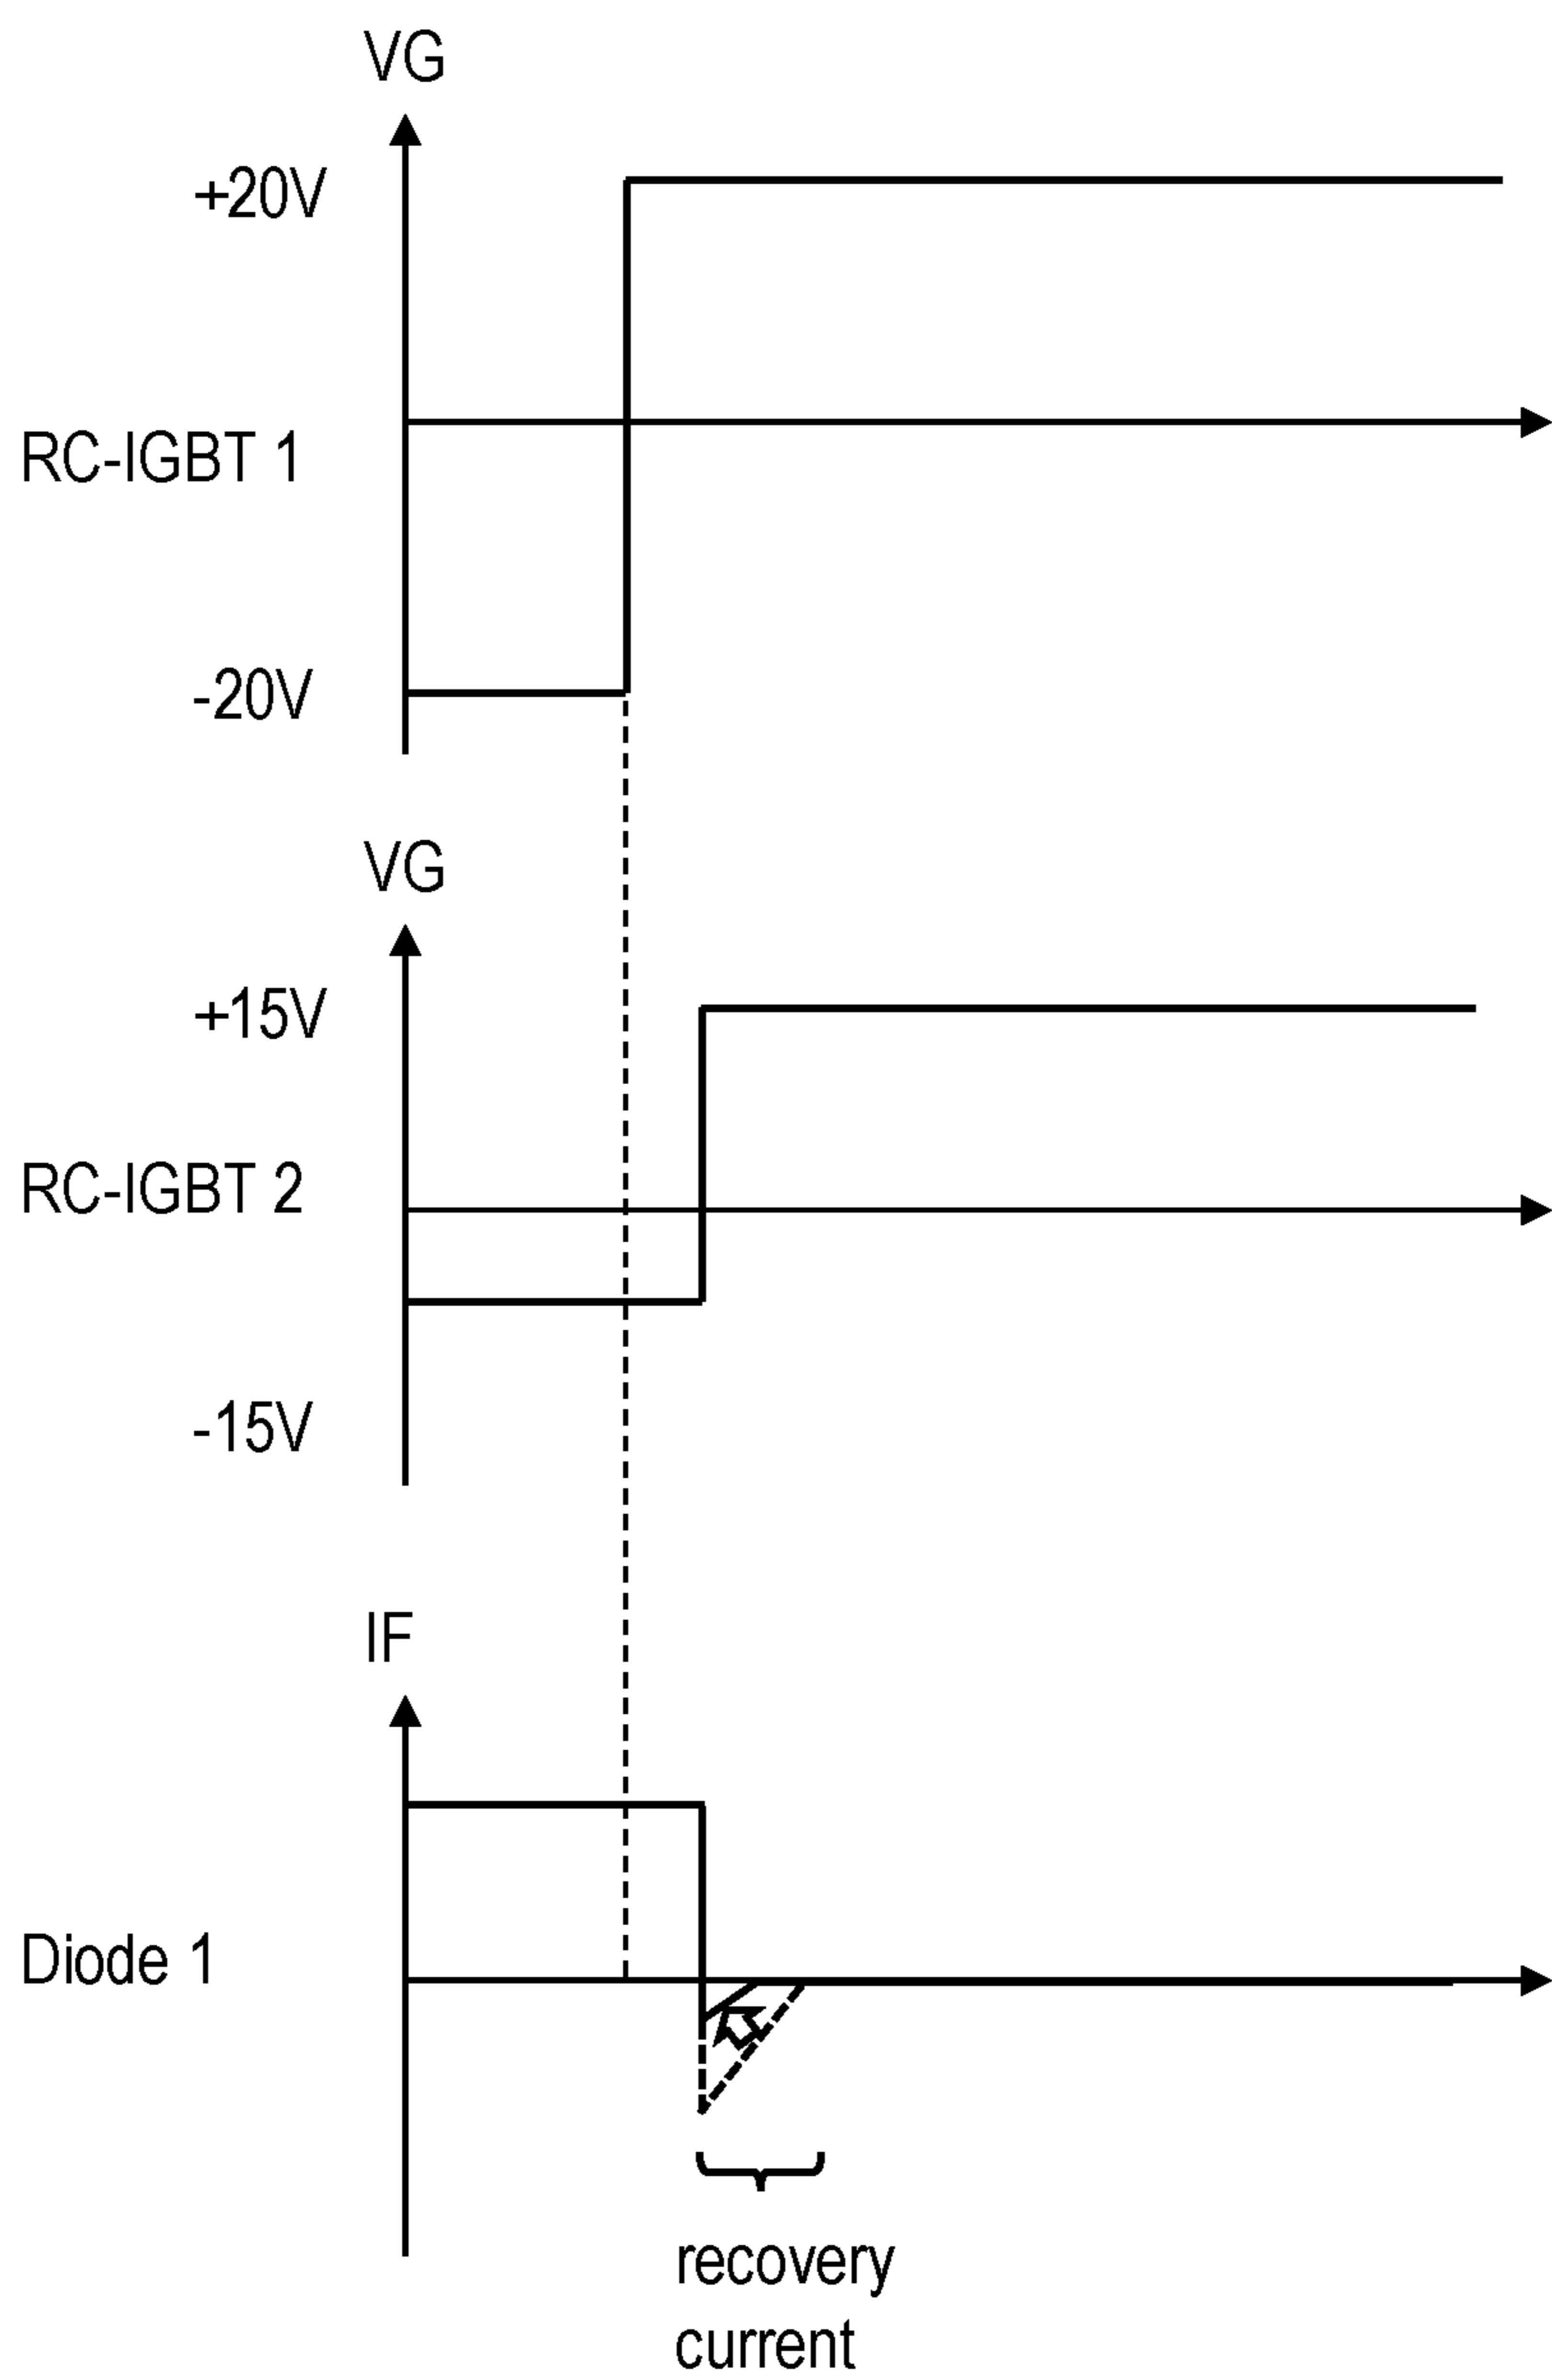 VG
+20V
RC-IGBT 1
-20V
VG
+15V
RC-IGBT 2
-15V
IF
Diode 1
recovery
current